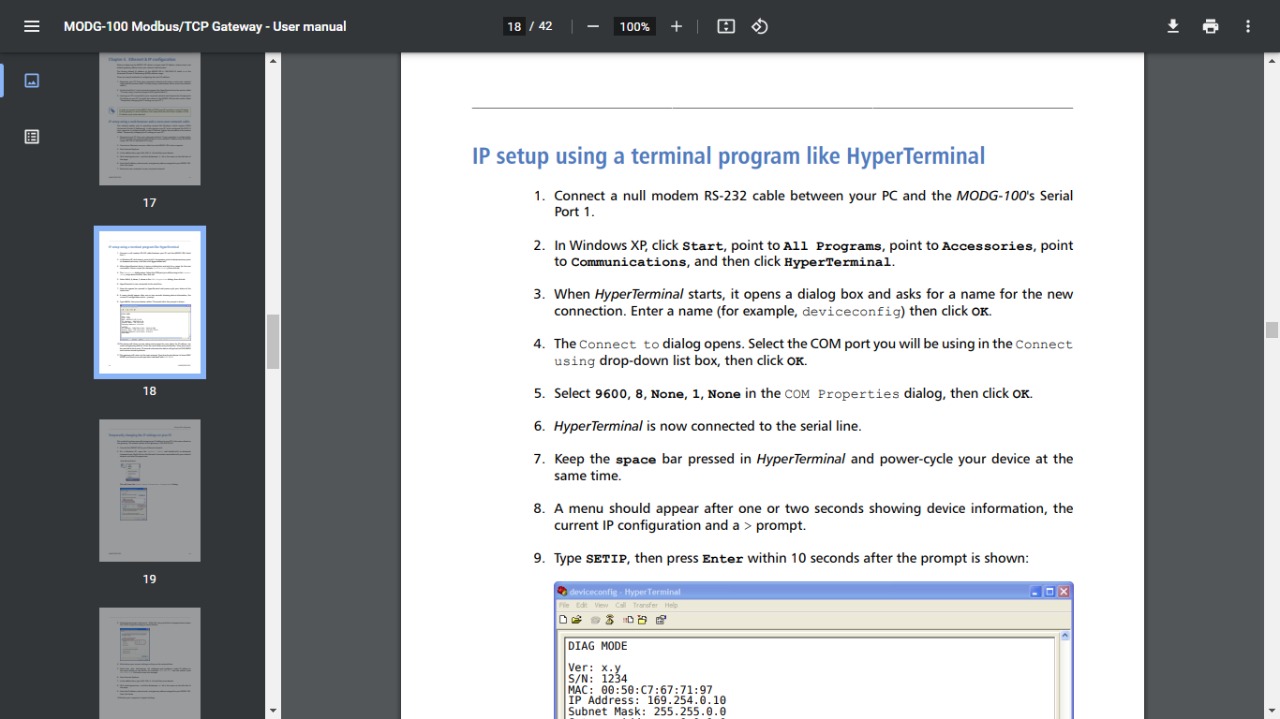 MODG-100 Modbus/TCP Gateway - User manual
18 / 42
100%
17
18
19
IP setup using a terminal program like HyperTerminal
1. Connect a null modem RS-232 cable between your PC and the MODG-100's Serial
Port 1.
2. In Windows XP, click Start, point to All Programs, point to Accessories, point
to Communications, and then click HyperTerminal.
3. When HyperTerminal starts, it opens a dialog box and asks for a name for the new
connection. Enter a name (for example, deviceconfig) then click OK.
4. The Connect to dialog opens. Select the COM port you will be using in the Connect
using drop-down list box, then click OK.
5. Select 9600, 8, None, 1, None in the COM Properties dialog, then click OK.
6. HyperTerminal is now connected to the serial line.
7. Keep the space bar pressed in HyperTerminal and power-cycle your device at the
same time.
8. A menu should appear after one or two seconds showing device information, the
current IP configuration and a > prompt.
9. Type SETIP, then press Enter within 10 seconds after the prompt is shown:
deviceconfig - HyperTerminal
File Edit View Call Transfer Help
DIAG MODE
Ver: x.y
S/N: 1234
MAC: 00:50:C7:67:71:97
IP Address: 169.254.0.10
Subnet Mask: 255.255.0.0